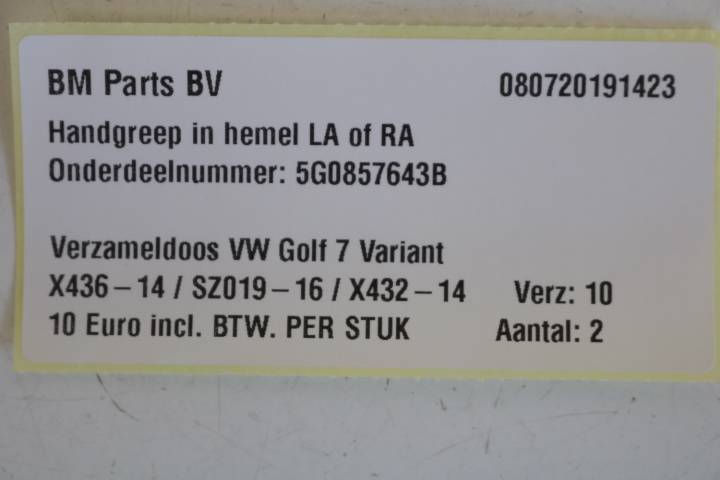 BM Parts BV 080720191423
Handgreep in hemel LA of RA
Onderdeelnummer: 5G0857643B
Verzameldoos VW Golf 7 Variant
X436-14 / SZ019-16 / X432-14 Verz: 10
10 Euro incl. BTW. PER STUK Aantal: 2